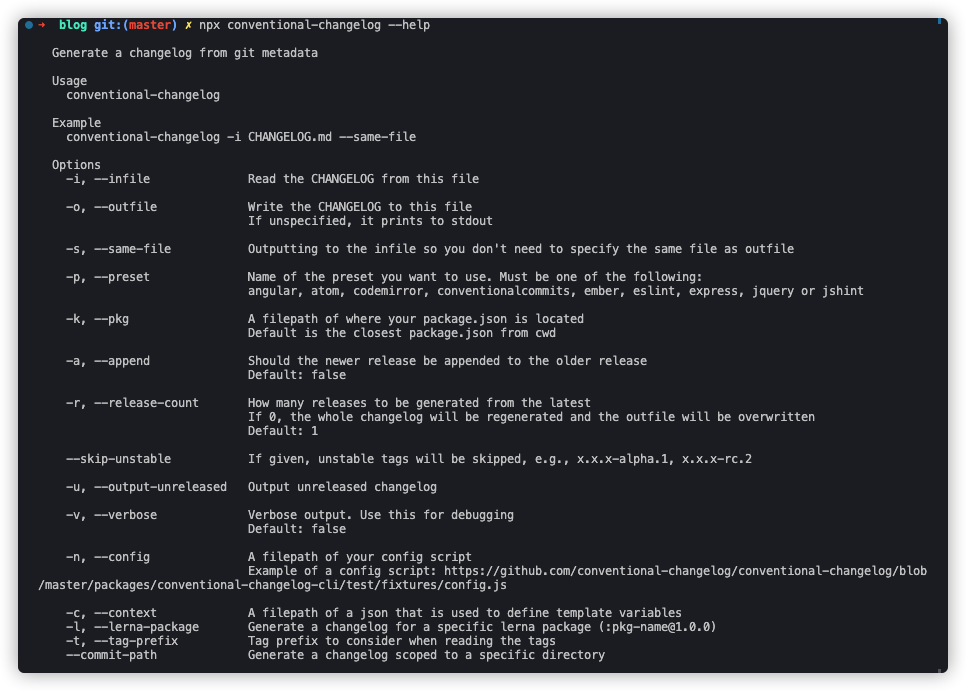 ➜ blog git:(master) ✗ npx conventional-changelog --help
Generate a changelog from git metadata
Usage
conventional-changelog
Example
conventional-changelog -i CHANGELOG.md --same-file
Options
-i, --infile Read the CHANGELOG from this file
-o, --outfile Write the CHANGELOG to this file
If unspecified, it prints to stdout
-s, --same-file Outputting to the infile so you don't need to specify the same file as outfile
-p, --preset Name of the preset you want to use. Must be one of the following:
angular, atom, codemirror, conventionalcommits, ember, eslint, express, jquery or jshint
-k, --pkg A filepath of where your package.json is located
Default is the closest package.json from cwd
-a, --append Should the newer release be appended to the older release
Default: false
-r, --release-count How many releases to be generated from the latest
If 0, the whole changelog will be regenerated and the outfile will be overwritten
Default: 1
--skip-unstable If given, unstable tags will be skipped, e.g., x.x.x-alpha.1, x.x.x-rc.2
-u, --output-unreleased Output unreleased changelog
-v, --verbose Verbose output. Use this for debugging
Default: false
-n, --config A filepath of your config script
Example of a config script: https://github.com/conventional-changelog/conventional-changelog/blob
/master/packages/conventional-changelog-cli/test/fixtures/config.js
-c, --context A filepath of a json that is used to define template variables
-l, --lerna-package Generate a changelog for a specific lerna package (:pkg-name@1.0.0)
-t, --tag-prefix Tag prefix to consider when reading the tags
--commit-path Generate a changelog scoped to a specific directory